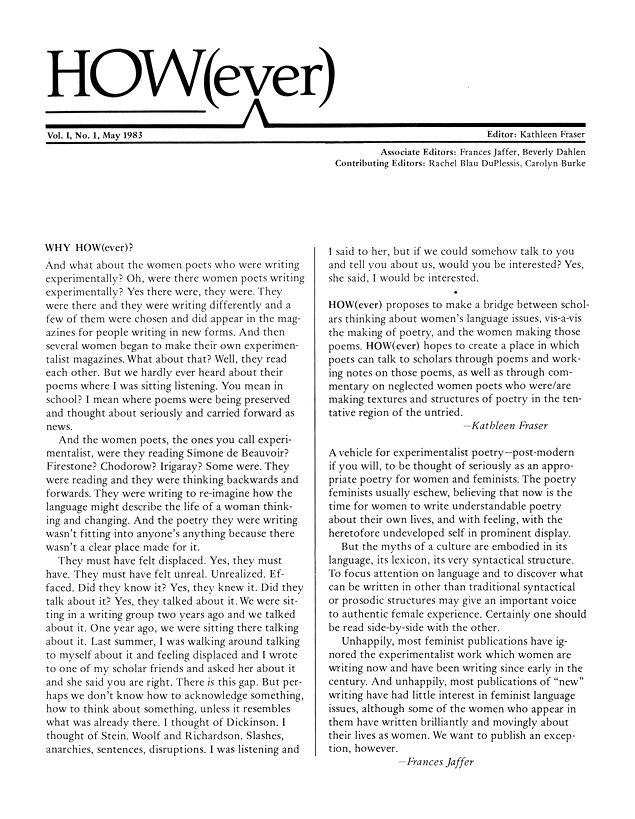 HOW(ever)
Vol. I, No. 1, May 1983
Editor: Kathleen Fraser
Associate Editors: Frances Jaffer, Beverly Dahlen
Contributing Editors: Rachel Blau DuPlessis, Carolyn Burke
WHY HOW(ever)?
And what about the women poets who were writing
experimentally? Oh, were there women poets writing
experimentally? Yes there were, they were. They
were there and they were writing differently and a
few of them were chosen and did appear in the mag-
azines for people writing in new forms. And then
several women began to make their own experimen-
talist magazines. What about that? Well, they read
each other. But we hardly ever heard about their
poems where I was sitting listening. You mean in
school? I mean where poems were being preserved
and thought about seriously and carried forward as
news.
And the women poets, the ones you call experi-
mentalist, were they reading Simone de Beauvoir?
Firestone? Chodorow? Irigaray? Some were. They
were reading and they were thinking backwards and
forwards. They were writing to re-imagine how the
language might describe the life of a woman think-
ing and changing. And the poetry they were writing
wasn't fitting into anyone's anything because there
wasn't a clear place made for it.
They must have felt displaced. Yes, they must
have. They must have felt unreal. Unrealized. Ef-
faced. Did they know it? Yes, they knew it. Did they
talk about it? Yes, they talked about it. We were sit-
ting in a writing group two years ago and we talked
about it. One year ago, we were sitting there talking
about it. Last summer, I was walking around talking
to myself about it and feeling displaced and I wrote
to one of my scholar friends and asked her about it
and she said you are right. There is this gap. But per-
haps we don't know how to acknowledge something,
how to think about something, unless it resembles
what was already there. I thought of Dickinson. I
thought of Stein. Woolf and Richardson. Slashes,
anarchies, sentences, disruptions. I was listening and
I said to her, but if we could somehow talk to you
and tell you about us, would you be interested? Yes,
she said, I would be interested.
•
HOW(ever) proposes to make a bridge between schol-
ars thinking about women's language issues, vis-a-vis
the making of poetry, and the women making those
poems. HOW(ever) hopes to create a place in which
poets can talk to scholars through poems and work-
ing notes on those poems, as well as through com-
mentary on neglected women poets who were/are
making textures and structures of poetry in the ten-
tative region of the untried.
—Kathleen Fraser
A vehicle for experimentalist poetry—post-modern
if you will, to be thought of seriously as an appro-
priate poetry for women and feminists. The poetry
feminists usually eschew, believing that now is the
time for women to write understandable poetry
about their own lives, and with feeling, with the
heretofore undeveloped self in prominent display.
But the myths of a culture are embodied in its
language, its lexicon, its very syntactical structure.
To focus attention on language and to discover what
can be written in other than traditional syntactical
or prosodic structures may give an important voice
to authentic female experience. Certainly one should
be read side-by-side with the other.
Unhappily, most feminist publications have ig-
nored the experimentalist work which women are
writing now and have been writing since early in the
century. And unhappily, most publications of "new"
writing have had little interest in feminist language
issues, although some of the women who appear in
them have written brilliantly and movingly about
their lives as women. We want to publish an excep-
tion, however.
—Frances Jaffer